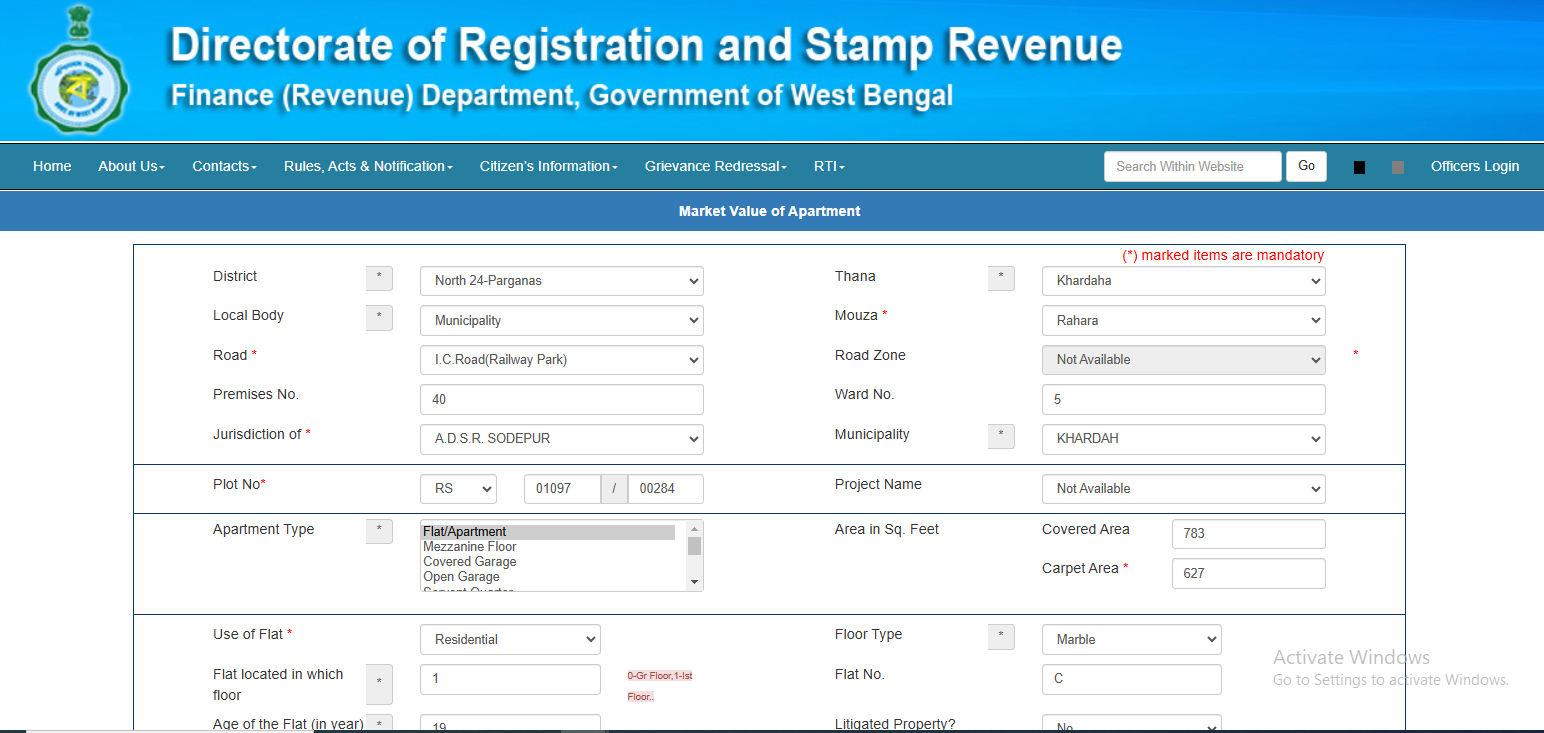 Directorate of Registration and Stamp Revenue
Finance (Revenue) Department, Government of West Bengal
Home About Us Contacts Rules, Acts & Notification Citizen's Information Grievance Redressal RTI Search Within Website Go Officers Login
Market Value of Apartment
(*) marked items are mandatory
District * North 24-Parganas Thana * Khardaha
Local Body * Municipality Mouza * Rahara
Road * I.C.Road(Railway Park) Road Zone Not Available *
Premises No. 40 Ward No. 5
Jurisdiction of * A.D.S.R. SODEPUR Municipality * KHARDAH
Plot No* RS 01097 / 00284 Project Name Not Available
Apartment Type * Flat/Apartment Area in Sq. Feet Covered Area 783
Mezzanine Floor
Covered Garage
Carpet Area * 627
Open Garage
Servant Quarter
Use of Flat * Residential Floor Type * Marble
Flat located in which floor * 1 0-Gr Floor,1-Ist Floor.. Flat No. C
Age of the Flat (in year) * 19 Litigated Property? No
Activate Windows
Go to Settings to activate Windows.